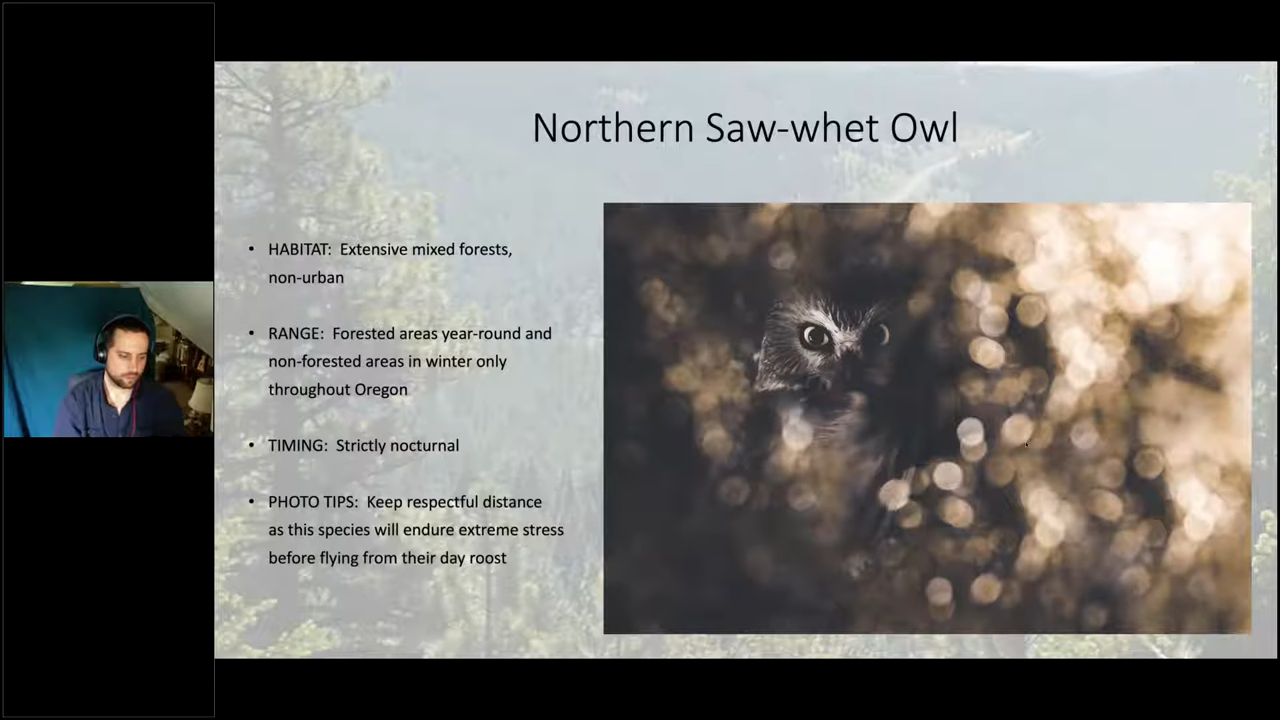 Northern Saw-whet Owl
• HABITAT: Extensive mixed forests,
non-urban
• RANGE: Forested areas year-round and
non-forested areas in winter only
throughout Oregon
• TIMING: Strictly nocturnal
• PHOTO TIPS: Keep respectful distance
as this species will endure extreme stress
before flying from their day roost